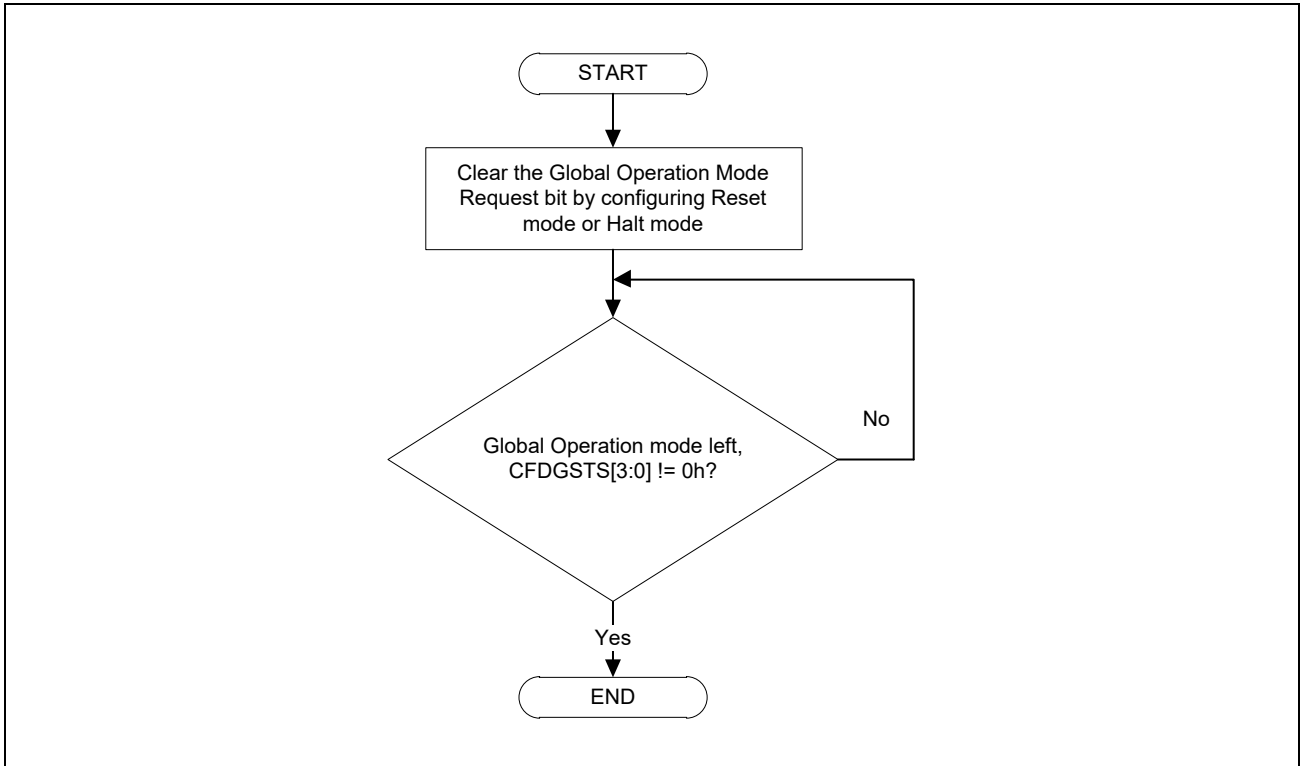 START
Clear the Global Operation Mode
Request bit by configuring Reset
mode or Halt mode
No
Global Operation mode left,
CFDGSTS[3:0] != 0h?
Yes
END